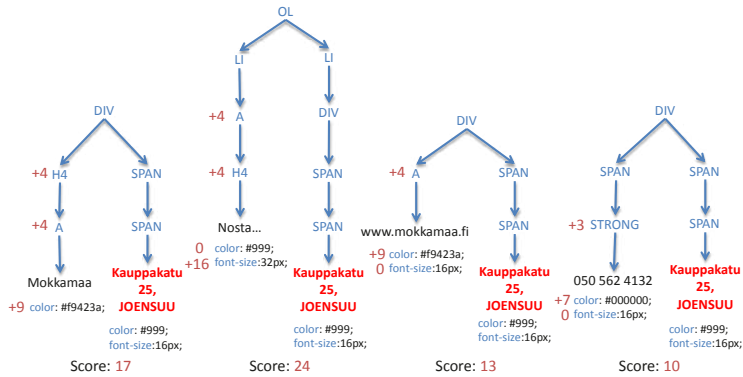 OL
LI LI
DIV +4 A DIV DIV DIV
+4 H4 SPAN +4 H4 SPAN +4 A SPAN SPAN SPAN
+4 A SPAN Nosta... SPAN www.mokkamaa.fi SPAN +3 STRONG SPAN
0 color: #999;
+16 font-size:32px;
+9 color: #f9423a;
0 font-size:16px;
Mokkamaa
+9 color: #f9423a;
Kauppakatu
25,
JOENSUU
color: #999;
font-size:16px;
Kauppakatu
25,
JOENSUU
color: #999;
font-size:16px;
Kauppakatu
25,
JOENSUU
color: #999;
font-size:16px;
050 562 4132
+7 color: #000000;
0 font-size:16px;
Kauppakatu
25,
JOENSUU
color: #999;
font-size:16px;
Score: 17 Score: 24 Score: 13 Score: 10